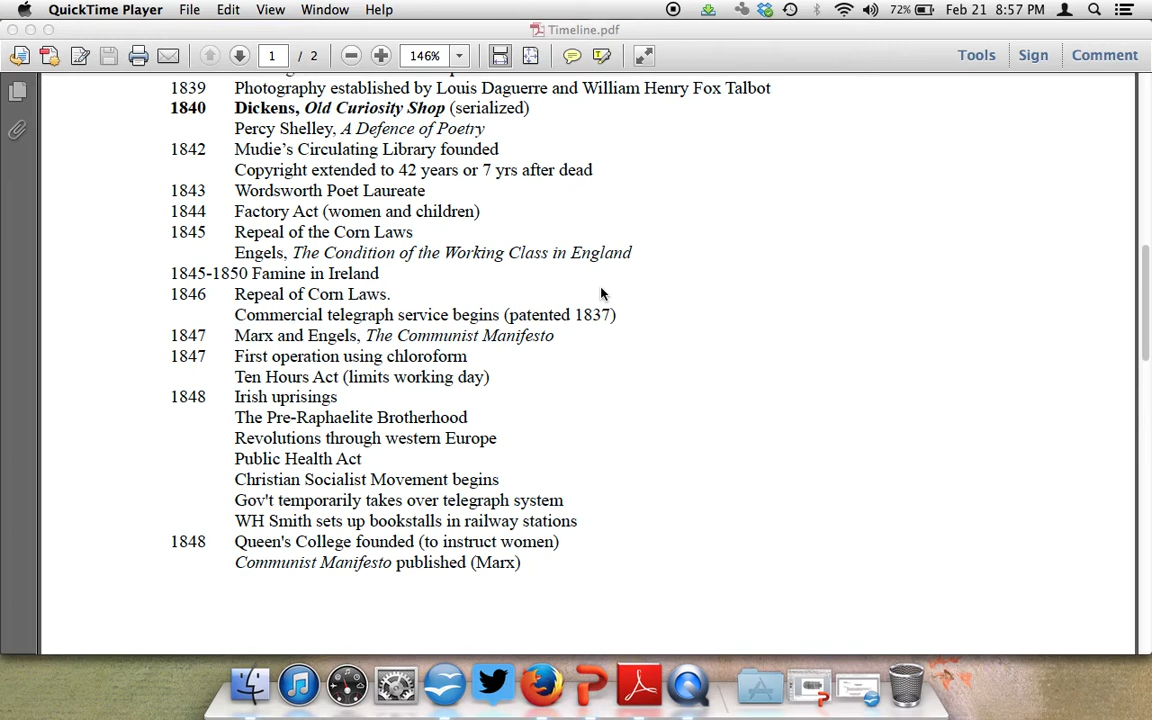 QuickTime Player File Edit View Window Help 72% Feb 21 8:57 PM
Timeline.pdf
1 / 2 146% Tools Sign Comment
1839 Photography established by Louis Daguerre and William Henry Fox Talbot
1840 Dickens, Old Curiosity Shop (serialized)
Percy Shelley, A Defence of Poetry
1842 Mudie's Circulating Library founded
Copyright extended to 42 years or 7 yrs after dead
1843 Wordsworth Poet Laureate
1844 Factory Act (women and children)
1845 Repeal of the Corn Laws
Engels, The Condition of the Working Class in England
1845-1850 Famine in Ireland
1846 Repeal of Corn Laws.
Commercial telegraph service begins (patented 1837)
1847 Marx and Engels, The Communist Manifesto
1847 First operation using chloroform
Ten Hours Act (limits working day)
1848 Irish uprisings
The Pre-Raphaelite Brotherhood
Revolutions through western Europe
Public Health Act
Christian Socialist Movement begins
Gov't temporarily takes over telegraph system
WH Smith sets up bookstalls in railway stations
1848 Queen's College founded (to instruct women)
Communist Manifesto published (Marx)